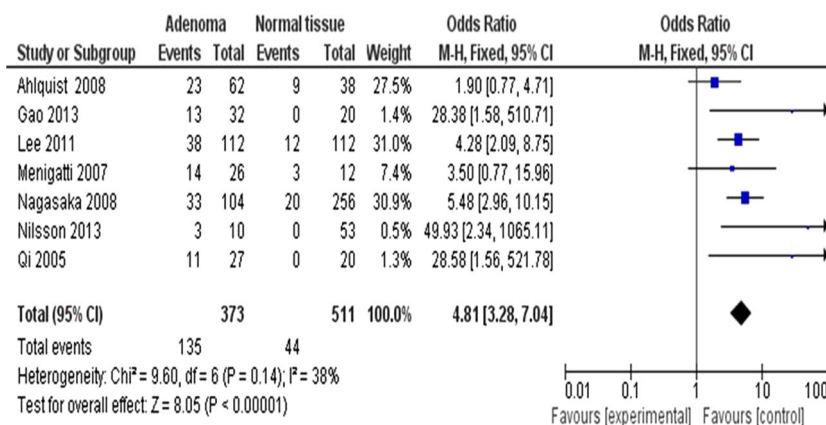 Adenoma Normal tissue Odds Ratio Odds Ratio
Study or Subgroup Events Total Events Total Weight M-H, Fixed, 95% CI M-H, Fixed, 95% CI
Ahlquist 2008 23 62 9 38 27.5% 1.90 [0.77, 4.71]
Gao 2013 13 32 0 20 1.4% 28.38 [1.58, 510.71]
Lee 2011 38 112 12 112 31.0% 4.28 [2.09, 8.75]
Menigatti 2007 14 26 3 12 7.4% 3.50 [0.77, 15.96]
Nagasaka 2008 33 104 20 256 30.9% 5.48 [2.96, 10.15]
Nilsson 2013 3 10 0 53 0.5% 49.93 [2.34, 1065.11]
Qi 2005 11 27 0 20 1.3% 28.58 [1.56, 521.78]
Total (95% CI) 373 511 100.0% 4.81 [3.28, 7.04]
Total events 135 44
Heterogeneity: Chi² = 9.60, df = 6 (P = 0.14); I² = 38%
Test for overall effect: Z = 8.05 (P < 0.00001)
0.01 0.1 1 10 100
Favours [experimental] Favours [control]